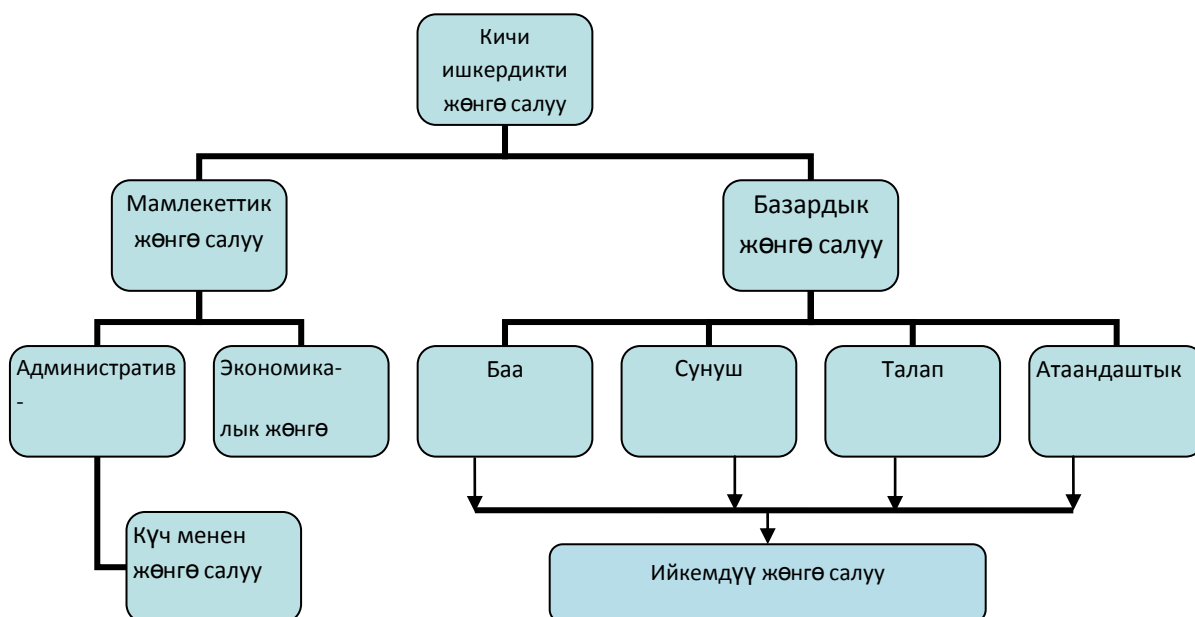 Кичи
ишкердикти
жөнгө салуу
Мамлекеттик
жөнгө салуу
Базардык
жөнгө салуу
Административ
-
Экономика-
лык жөнгө
Баа
Сунуш
Талап
Атаандаштык
Күч менен
жөнгө салуу
Ийкемдүү жөнгө салуу